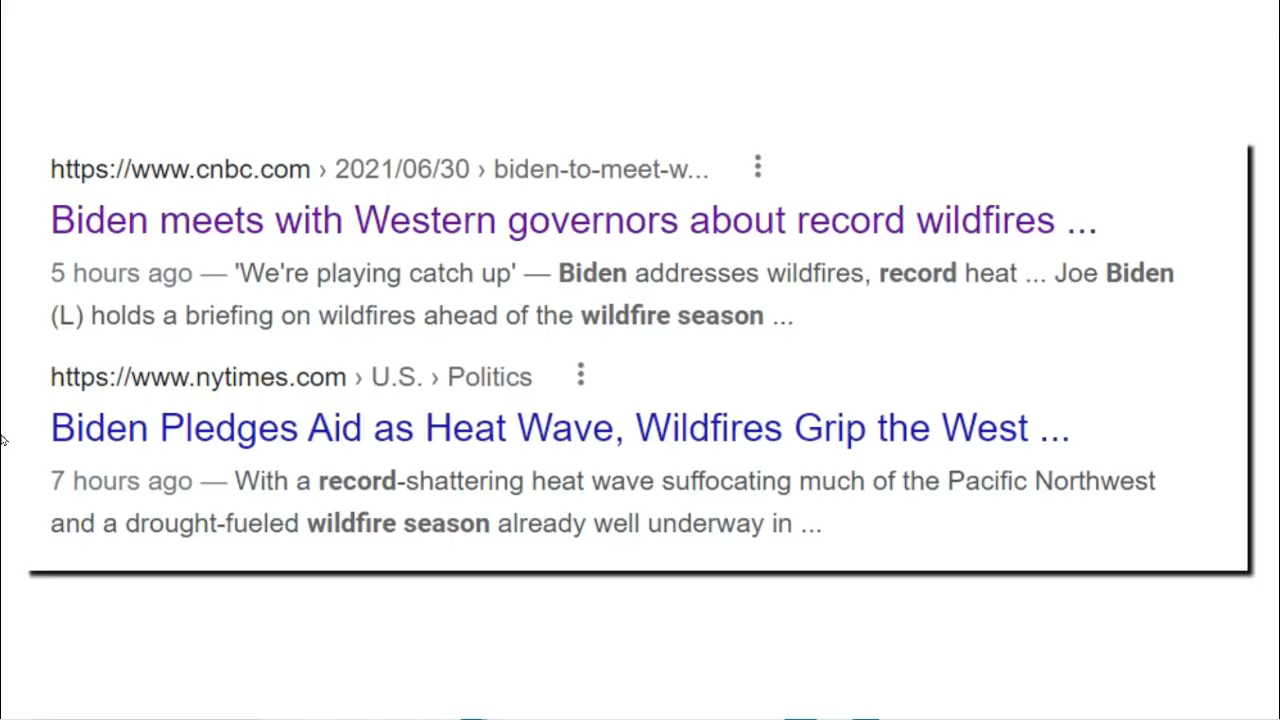 https://www.cnbc.com › 2021/06/30 › biden-to-meet-w...
Biden meets with Western governors about record wildfires ...
5 hours ago — 'We're playing catch up' — Biden addresses wildfires, record heat ... Joe Biden
(L) holds a briefing on wildfires ahead of the wildfire season ...
https://www.nytimes.com › U.S. › Politics
Biden Pledges Aid as Heat Wave, Wildfires Grip the West ...
7 hours ago — With a record-shattering heat wave suffocating much of the Pacific Northwest
and a drought-fueled wildfire season already well underway in ...